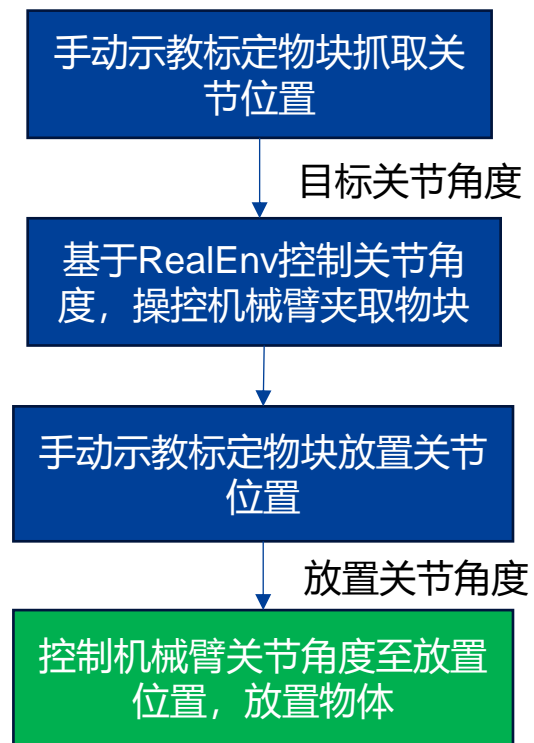 手动示教标定物块抓取关
节位置
目标关节角度
基于RealEnv控制关节角
度，操控机械臂夹取物块
手动示教标定物块放置关节
位置
放置关节角度
控制机械臂关节角度至放置
位置，放置物体